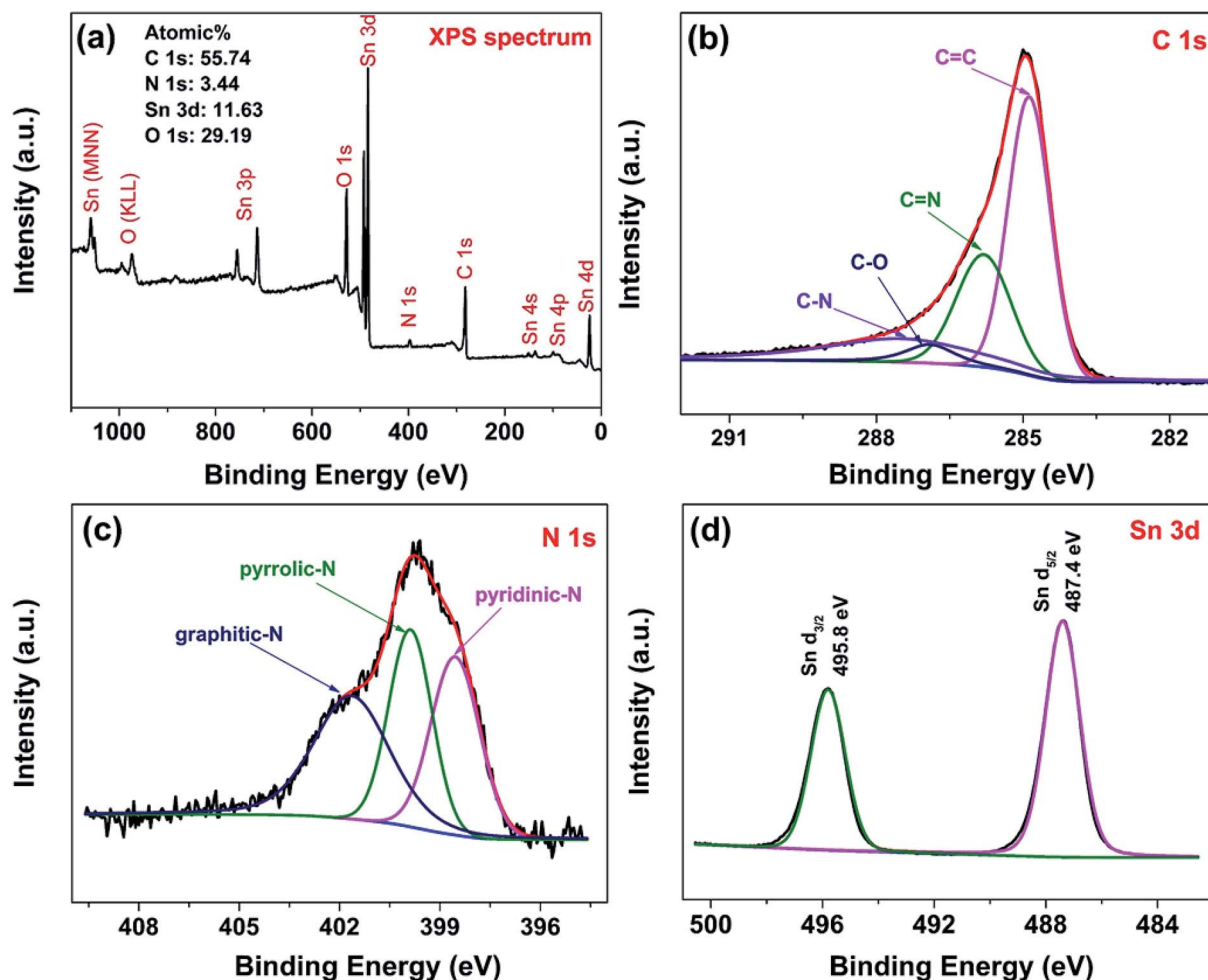 (a)
XPS spectrum
Atomic%
C 1s: 55.74
N 1s: 3.44
Sn 3d: 11.63
O 1s: 29.19
Sn (MNN)
O (KLL)
Sn 3p
O 1s
Sn 3d
N 1s
C 1s
Sn 4s
Sn 4p
Sn 4d
Intensity (a.u.)
1000 800 600 400 200 0
Binding Energy (eV)
(b)
C 1s
C=C
C=N
C-O
C-N
Intensity (a.u.)
291 288 285 282
Binding Energy (eV)
(c)
N 1s
pyrrolic-N
pyridinic-N
graphitic-N
Intensity (a.u.)
408 405 402 399 396
Binding Energy (eV)
(d)
Sn 3d
Sn d3/2
495.8 eV
Sn d5/2
487.4 eV
Intensity (a.u.)
500 496 492 488 484
Binding Energy (eV)